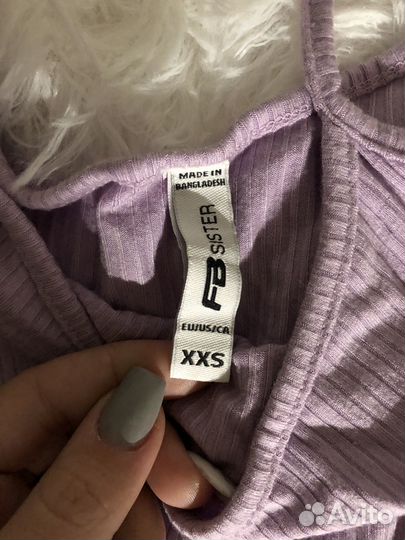 MADE IN
BANGLADESH
FB SISTER
EU/US/CA
XXS
Avito